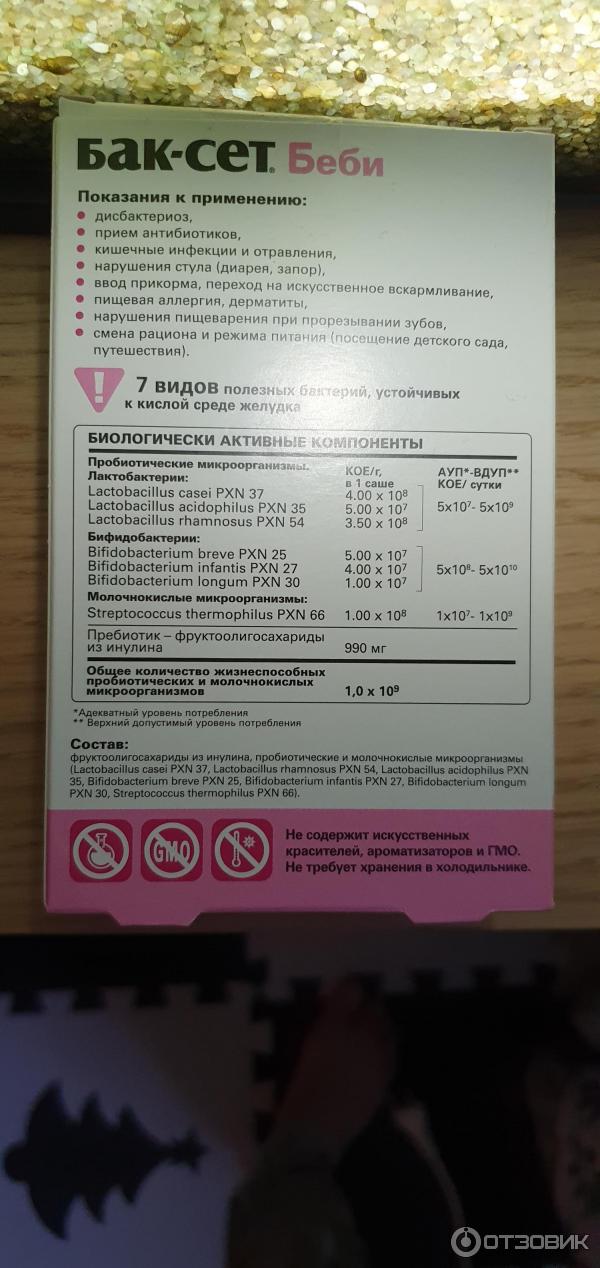 Бак-сет® Беби
Показания к применению:
• дисбактериоз,
• прием антибиотиков,
• кишечные инфекции и отравления,
• нарушения стула (диарея, запор),
• ввод прикорма, переход на искусственное вскармливание,
• пищевая аллергия, дерматиты,
• нарушения пищеварения при прорезывании зубов,
• смена рациона и режима питания (посещение детского сада,
путешествия).
! 7 видов полезных бактерий, устойчивых
к кислой среде желудка
БИОЛОГИЧЕСКИ АКТИВНЫЕ КОМПОНЕНТЫ
Пробиотические микроорганизмы. КОЕ/г, АУП*-ВДУП**
Лактобактерии: в 1 саше КОЕ/ сутки
Lactobacillus casei PXN 37 4.00 x 10⁸
Lactobacillus acidophilus PXN 35 5.00 x 10⁷ 5x10⁷- 5x10⁹
Lactobacillus rhamnosus PXN 54 3.50 x 10⁸
Бифидобактерии:
Bifidobacterium breve PXN 25 5.00 x 10⁷
Bifidobacterium infantis PXN 27 4.00 x 10⁷ 5x10⁸- 5x10¹⁰
Bifidobacterium longum PXN 30 1.00 x 10⁷
Молочнокислые микроорганизмы:
Streptococcus thermophilus PXN 66 1.00 x 10⁸ 1x10⁷- 1x10⁹
Пребиотик – фруктоолигосахариды
из инулина 990 мг
Общее количество жизнеспособных
пробиотических и молочнокислых
микроорганизмов 1,0 x 10⁹
*Адекватный уровень потребления
** Верхний допустимый уровень потребления
Состав:
фруктоолигосахариды из инулина, пробиотические и молочнокислые микроорганизмы
(Lactobacillus casei PXN 37, Lactobacillus rhamnosus PXN 54, Lactobacillus acidophilus PXN
35, Bifidobacterium breve PXN 25, Bifidobacterium infantis PXN 27, Bifidobacterium longum
PXN 30, Streptococcus thermophilus PXN 66).
GMO
Не содержит искусственных
красителей, ароматизаторов и ГМО.
Не требует хранения в холодильнике.
ОТЗОВИК